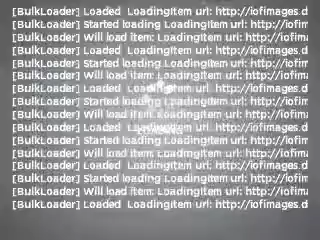 [BulkLoader] Loaded LoadingItem url: http://iofimages.d
[BulkLoader] Started loading LoadingItem url: http://iofim
[BulkLoader] Will load item: LoadingItem url: http://iofima
[BulkLoader] Loaded LoadingItem url: http://iofimages.d
[BulkLoader] Started loading LoadingItem url: http://iofim
[BulkLoader] Will load item: LoadingItem url: http://iofima
[BulkLoader] Loaded LoadingItem url: http://iofimages.d
[BulkLoader] Started loading LoadingItem url: http://iofim
[BulkLoader] Will load item: LoadingItem url: http://iofima
[BulkLoader] Loaded LoadingItem url: http://iofimages.d
[BulkLoader] Started loading LoadingItem url: http://iofim
[BulkLoader] Will load item: LoadingItem url: http://iofima
[BulkLoader] Loaded LoadingItem url: http://iofimages.d
[BulkLoader] Started loading LoadingItem url: http://iofim
[BulkLoader] Will load item: LoadingItem url: http://iofima
[BulkLoader] Loaded LoadingItem url: http://iofimages.d